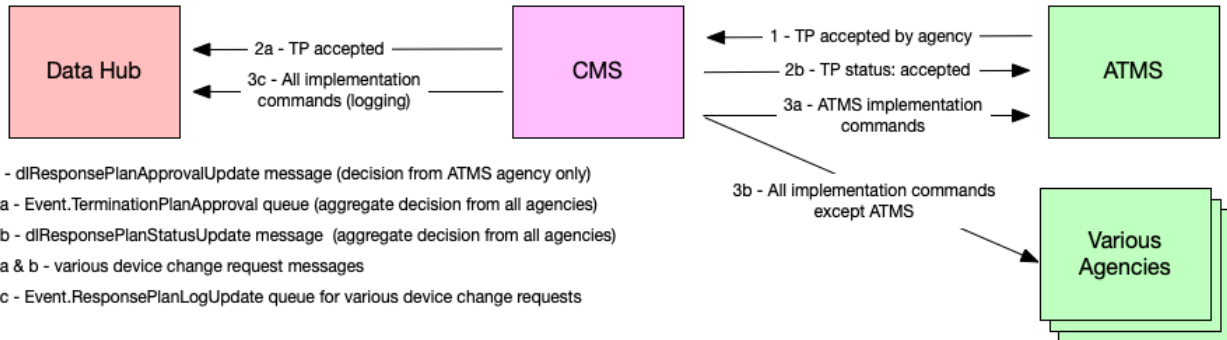 Data Hub
2a - TP accepted
3c - All implementation
commands (logging)
CMS
1 - TP accepted by agency
2b - TP status: accepted
3a - ATMS implementation
commands
ATMS
3b - All implementation commands
except ATMS
Various
Agencies
- dlResponsePlanApprovalUpdate message (decision from ATMS agency only)
a - Event.TerminationPlanApproval queue (aggregate decision from all agencies)
b - dlResponsePlanStatusUpdate message (aggregate decision from all agencies)
a & b - various device change request messages
c - Event.ResponsePlanLogUpdate queue for various device change requests